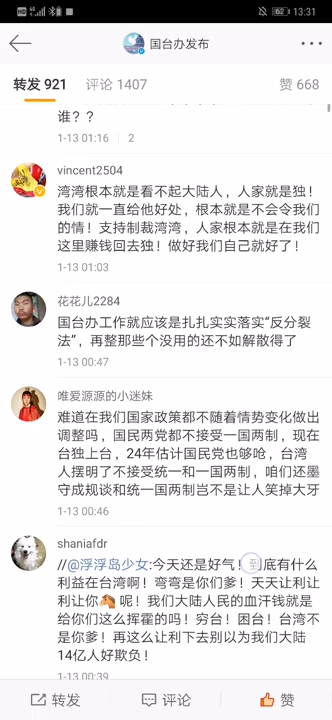 HD 4G 62 13:31
国台办发布
转发 921 评论 1407 赞 668
谁？？
1-13 01:16 2
vincent2504
湾湾根本就是看不起大陆人，人家就是独！
我们就一直给他好处，根本就是不会令我们
的情！支持制裁湾湾，人家根本就是在我们
这里赚钱回去独！做好我们自己就好了！
1-13 01:03
花花儿2284
国台办工作就应该是扎扎实实落实“反分裂
法”，再整那些个没用的还不如解散得了
1-13 00:47
唯爱源源的小迷妹
难道在我们国家政策都不随着情势变化做出
调整吗，国民两党都不接受一国两制，现在
台独上台，24年估计国民党也够呛，台湾
人摆明了不接受统一和一国两制，咱们还墨
守成规谈和统一国两制岂不是让人笑掉大牙
1-13 00:46
shaniafdr
//@浮浮岛少女:今天还是好气！到底有什么
利益在台湾啊！弯弯是你们爹！天天让利让
利让你🐴呢！我们大陆人民的血汗钱就是
给你们这么挥霍的吗！穷台！困台！台湾不
是你爹！再这么让利下去别以为我们大陆
14亿人好欺负！
1-13 00:39
转发 评论 赞